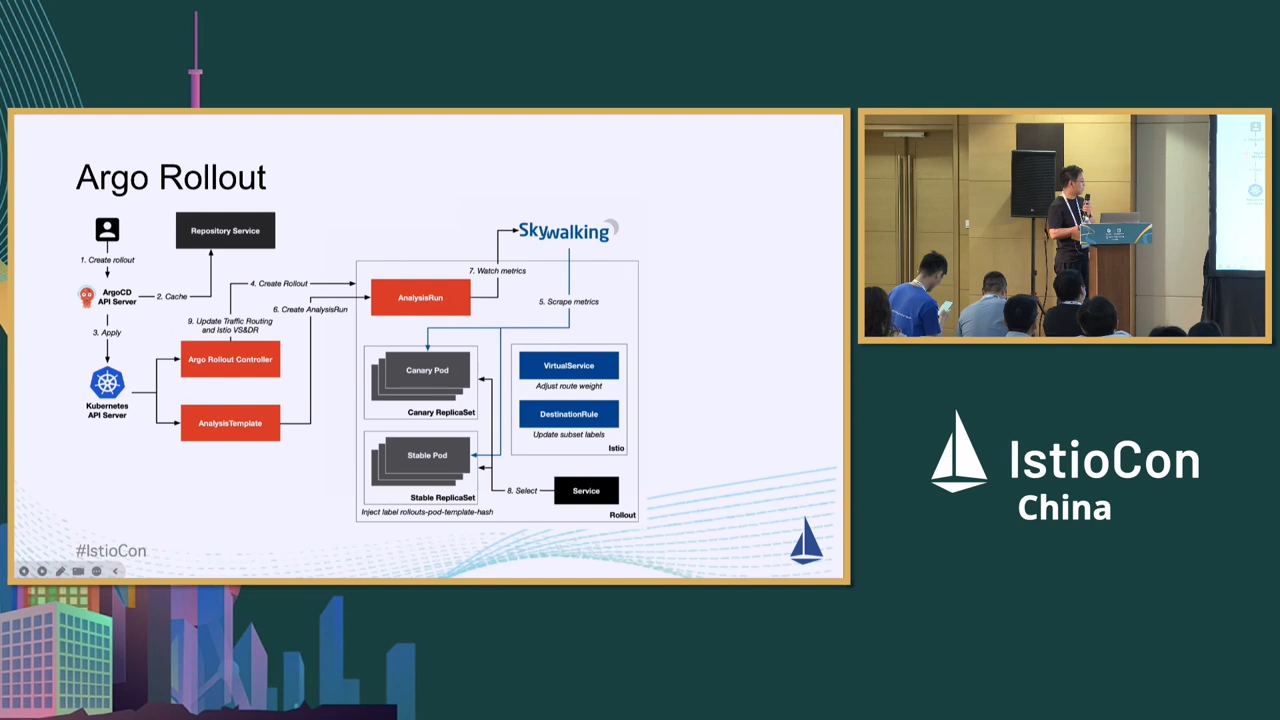 Argo Rollout
Repository Service
1. Create rollout
ArgoCD
API Server
2. Cache
3. Apply
Kubernetes
API Server
4. Create Rollout
6. Create AnalysisRun
9. Update Traffic Routing
and Istio VS&DR
Argo Rollout Controller
AnalysisTemplate
Skywalking
7. Watch metrics
AnalysisRun
5. Scrape metrics
Canary Pod
Canary ReplicaSet
VirtualService
Adjust route weight
DestinationRule
Update subset labels
Istio
Stable Pod
Stable ReplicaSet
8. Select
Service
Inject label rollouts-pod-template-hash
Rollout
#IstioCon
IstioCon
China